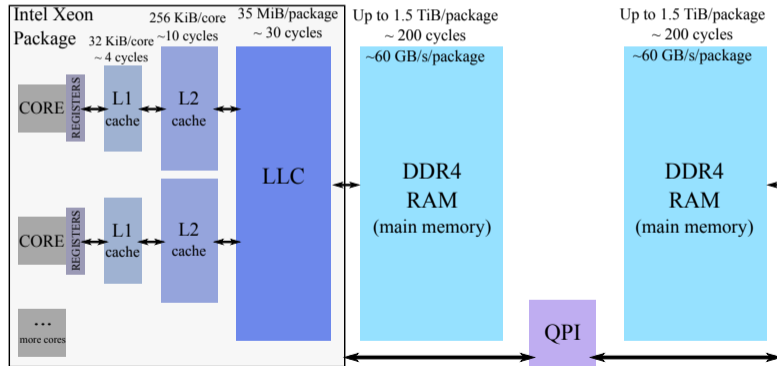 Intel Xeon
Package
32 KiB/core
~ 4 cycles
256 KiB/core
~10 cycles
35 MiB/package
~ 30 cycles
Up to 1.5 TiB/package
~ 200 cycles
~60 GB/s/package
Up to 1.5 TiB/package
~ 200 cycles
~60 GB/s/package
CORE
REGISTERS
L1
cache
L2
cache
LLC
DDR4
RAM
(main memory)
DDR4
RAM
(main memory)
CORE
REGISTERS
L1
cache
L2
cache
...
more cores
QPI